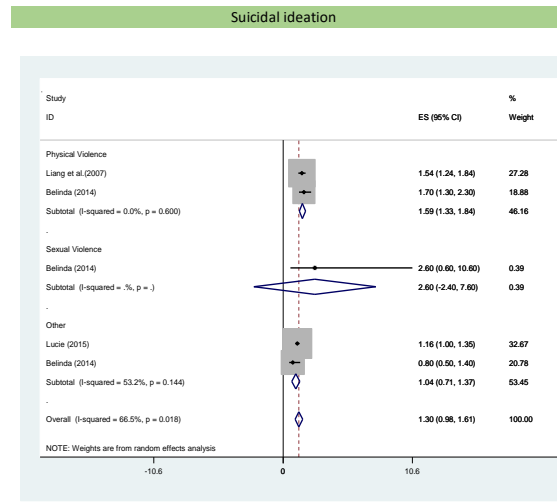 Suicidal ideation
Study %
ID ES (95% CI) Weight
Physical Violence
Liang et al.(2007) 1.54 (1.24, 1.84) 27.28
Belinda (2014) 1.70 (1.30, 2.30) 18.88
Subtotal (I-squared = 0.0%, p = 0.600) 1.59 (1.33, 1.84) 46.16
.
Sexual Violence
Belinda (2014) 2.60 (0.60, 10.60) 0.39
Subtotal (I-squared = .%, p = .) 2.60 (-2.40, 7.60) 0.39
.
Other
Lucie (2015) 1.16 (1.00, 1.35) 32.67
Belinda (2014) 0.80 (0.50, 1.40) 20.78
Subtotal (I-squared = 53.2%, p = 0.144) 1.04 (0.71, 1.37) 53.45
.
Overall (I-squared = 66.5%, p = 0.018) 1.30 (0.98, 1.61) 100.00
NOTE: Weights are from random effects analysis
-10.6 0 10.6